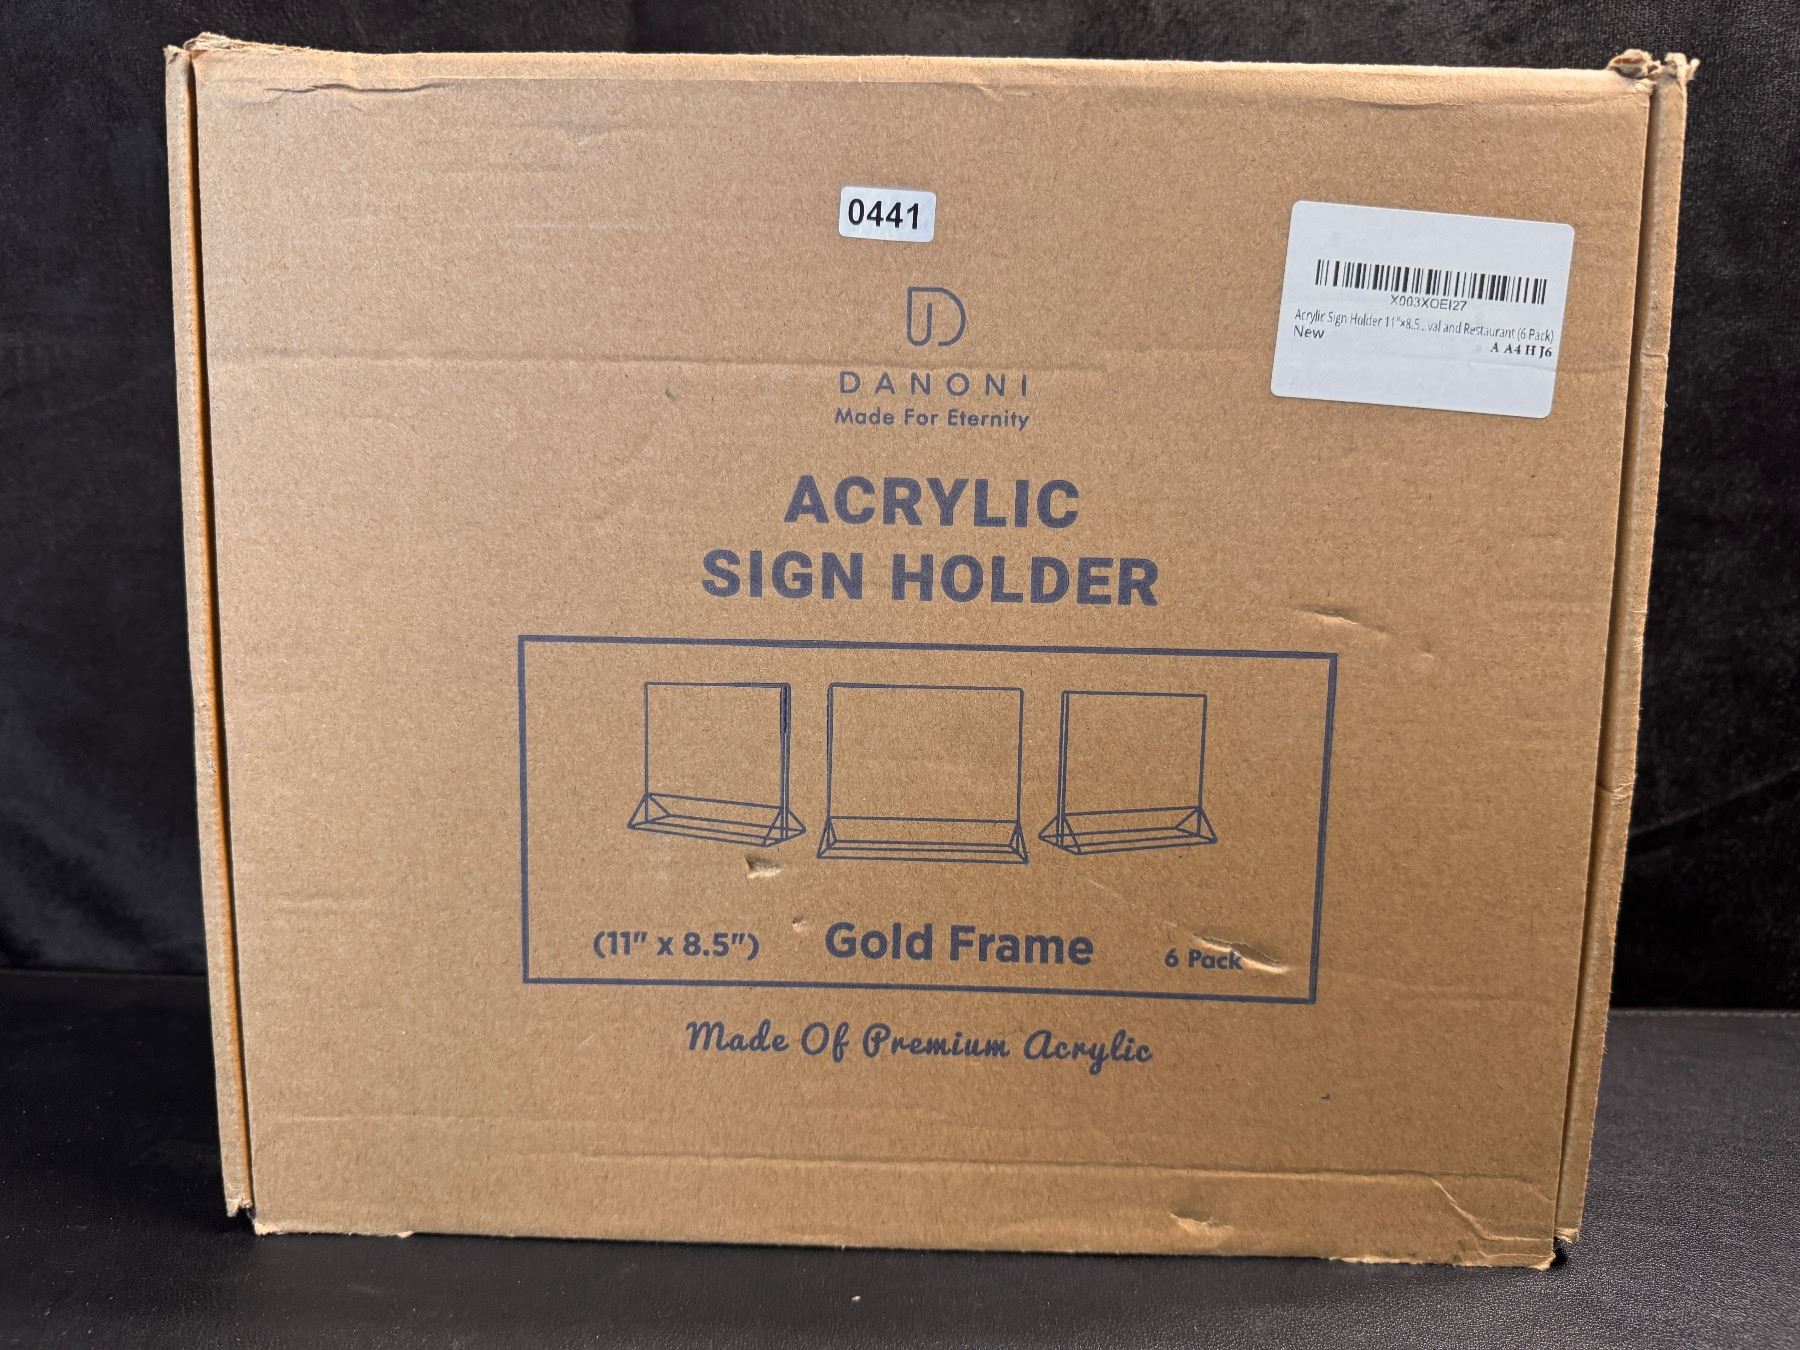 0441
X003XOEI27
Acrylic Sign Holder 11"x8.5...val and Restaurant (6 Pack)
New
A A4 H J6
DANONI
Made For Eternity
ACRYLIC
SIGN HOLDER
(11" x 8.5") Gold Frame 6 Pack
Made Of Premium Acrylic